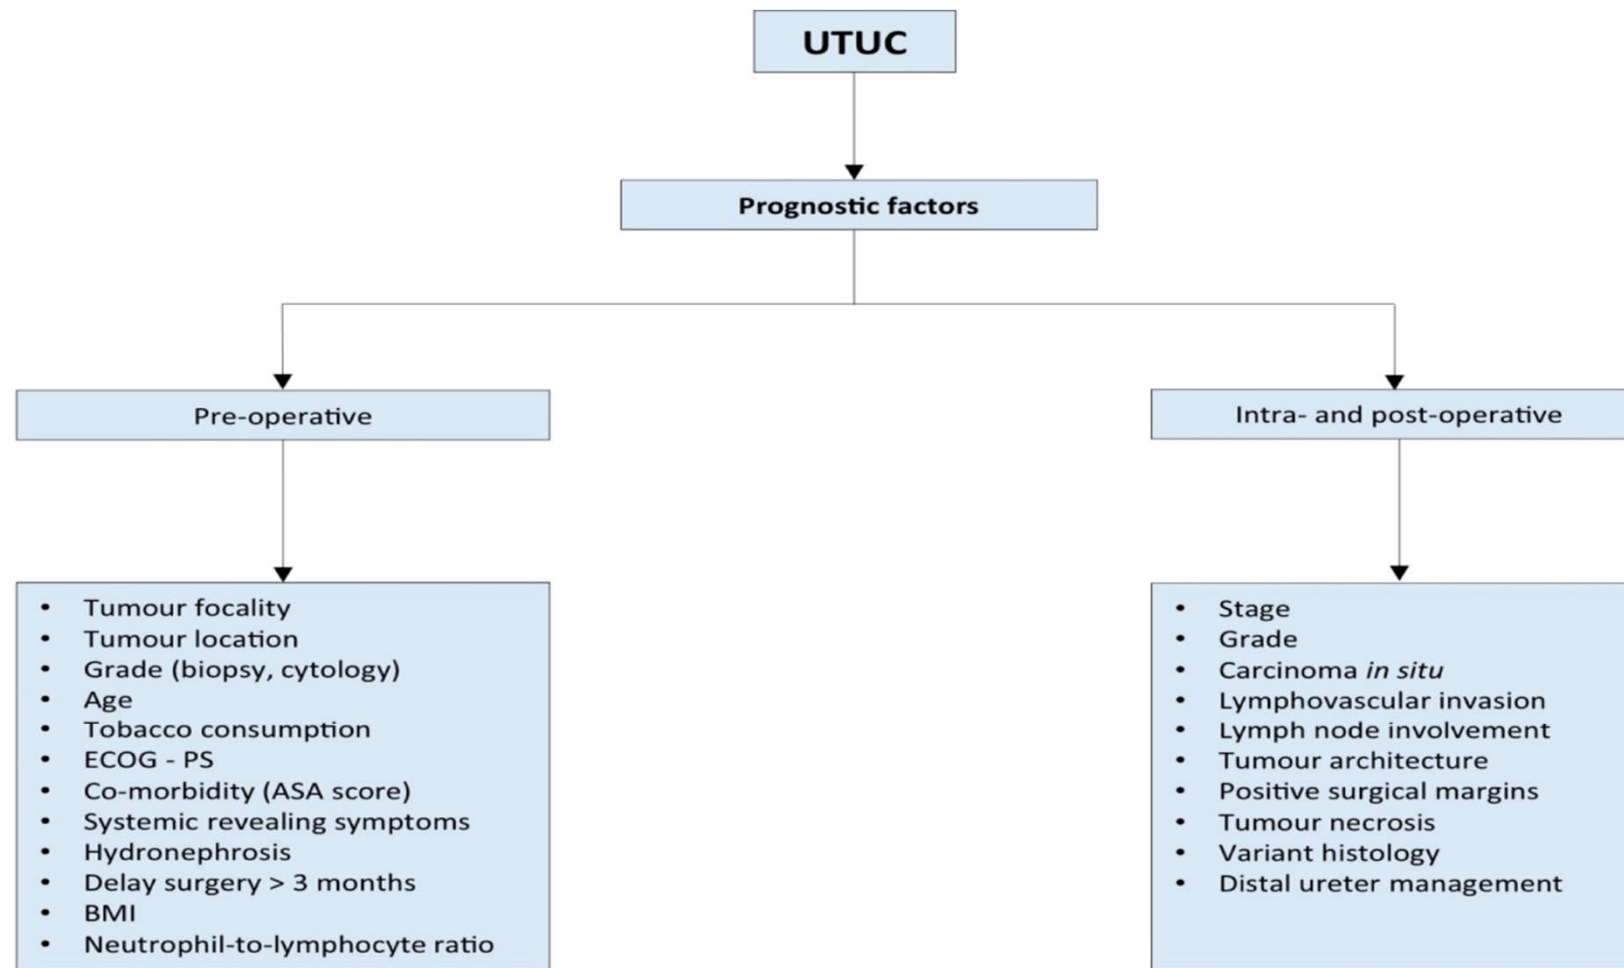 UTUC
Prognostic factors
Pre-operative
Intra- and post-operative
• Tumour focality
• Tumour location
• Grade (biopsy, cytology)
• Age
• Tobacco consumption
• ECOG - PS
• Co-morbidity (ASA score)
• Systemic revealing symptoms
• Hydronephrosis
• Delay surgery > 3 months
• BMI
• Neutrophil-to-lymphocyte ratio
• Stage
• Grade
• Carcinoma in situ
• Lymphovascular invasion
• Lymph node involvement
• Tumour architecture
• Positive surgical margins
• Tumour necrosis
• Variant histology
• Distal ureter management